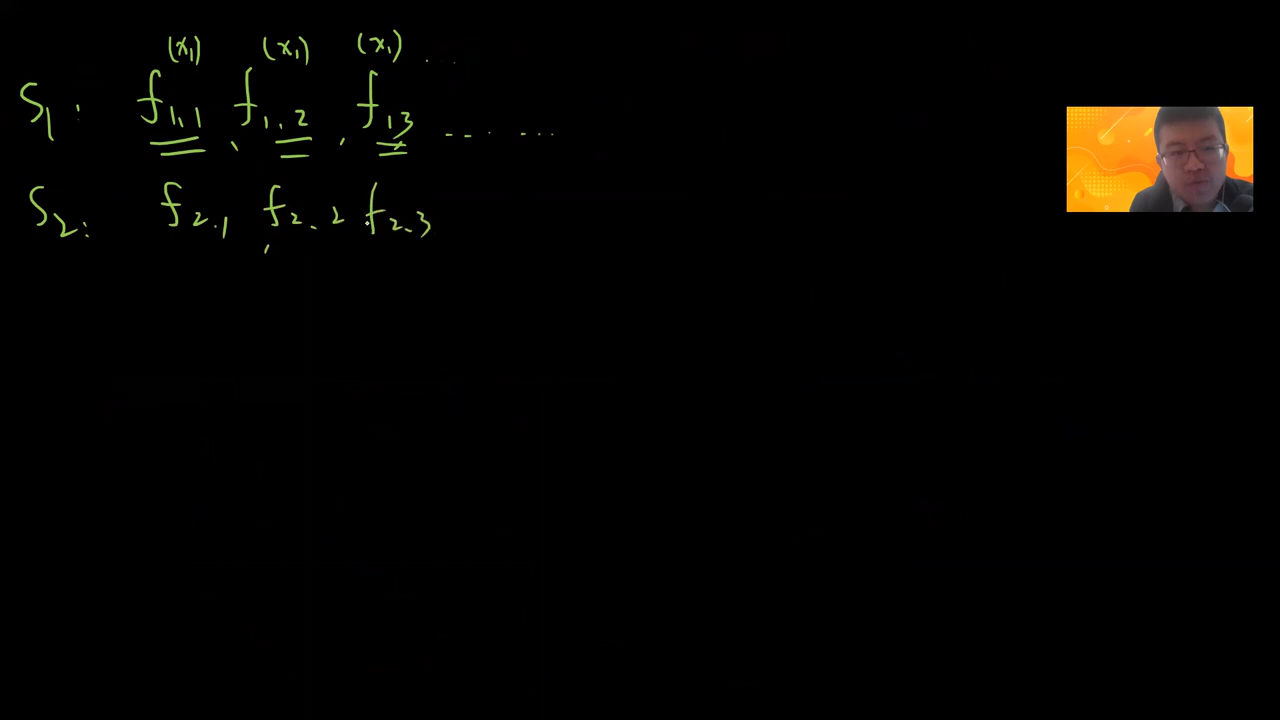 (x₁) (x₁) (x₁) ....
S₁: f₁,₁ , f₁,₂ , f₁,₃ .... ....
S₂: f₂.₁ , f₂.₂ f₂.₃